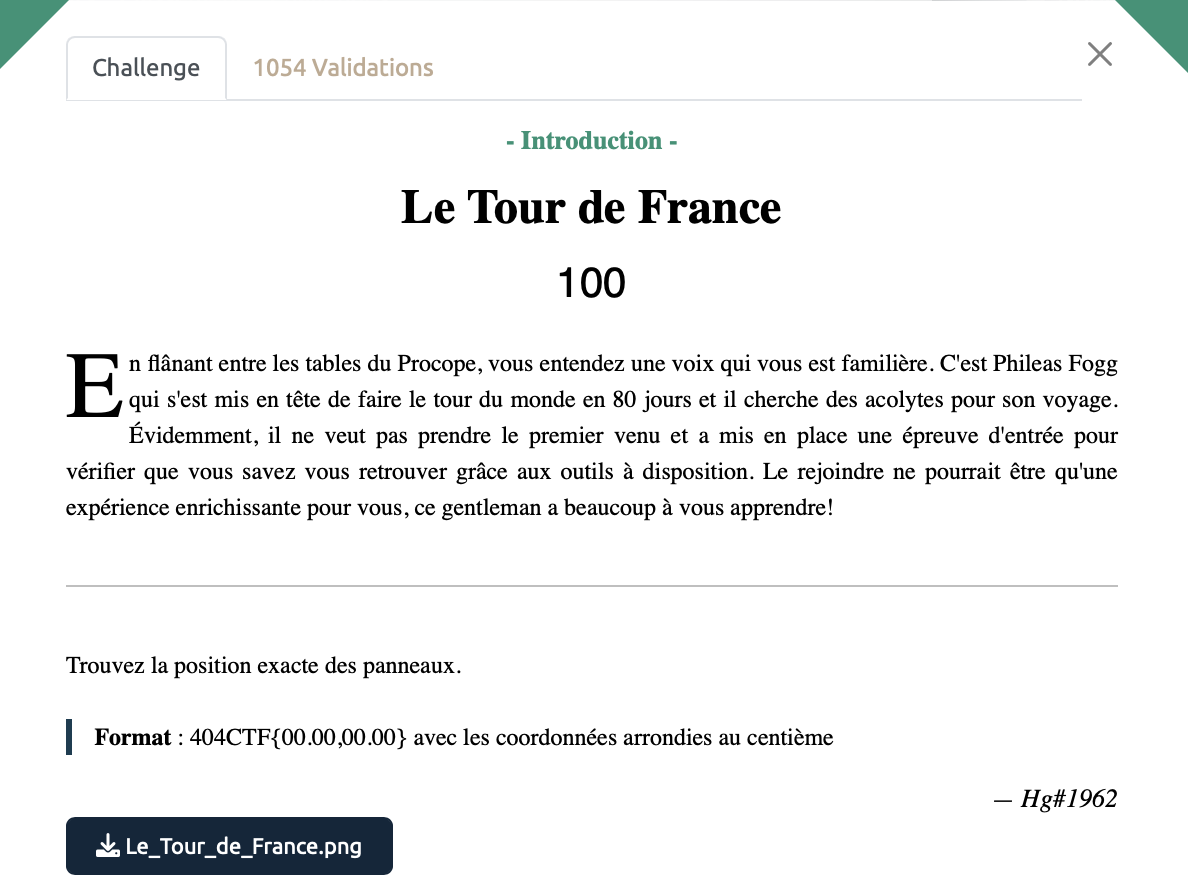 Challenge
1054 Validations
- Introduction -
Le Tour de France
100
En flânant entre les tables du Procope, vous entendez une voix qui vous est familière. C'est Phileas Fogg
qui s'est mis en tête de faire le tour du monde en 80 jours et il cherche des acolytes pour son voyage.
Évidemment, il ne veut pas prendre le premier venu et a mis en place une épreuve d'entrée pour
vérifier que vous savez vous retrouver grâce aux outils à disposition. Le rejoindre ne pourrait être qu'une
expérience enrichissante pour vous, ce gentleman a beaucoup à vous apprendre!
Trouvez la position exacte des panneaux.
Format : 404CTF{00.00,00.00} avec les coordonnées arrondies au centième
— Hg#1962
Le_Tour_de_France.png